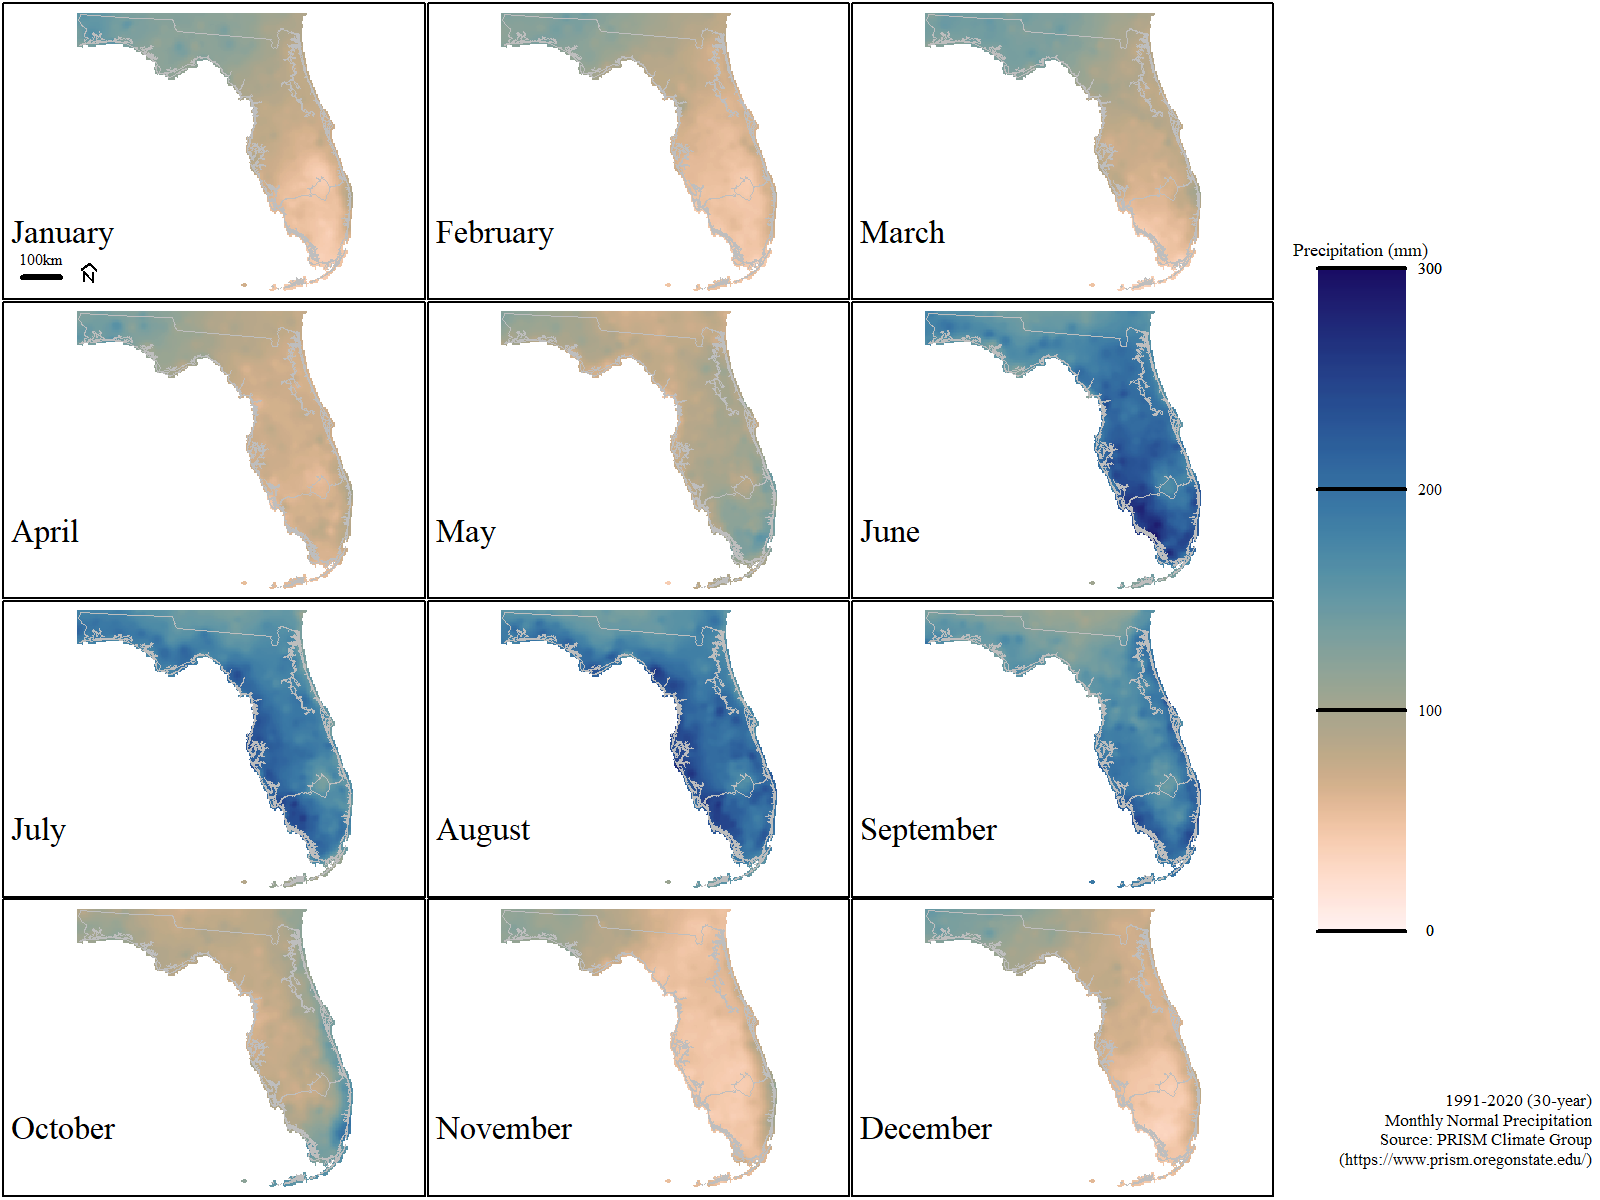 January
100km
N
February
March
April
May
June
July
August
September
October
November
December
Precipitation (mm)
300
200
100
0
1991-2020 (30-year)
Monthly Normal Precipitation
Source: PRISM Climate Group
(https://www.prism.oregonstate.edu/)